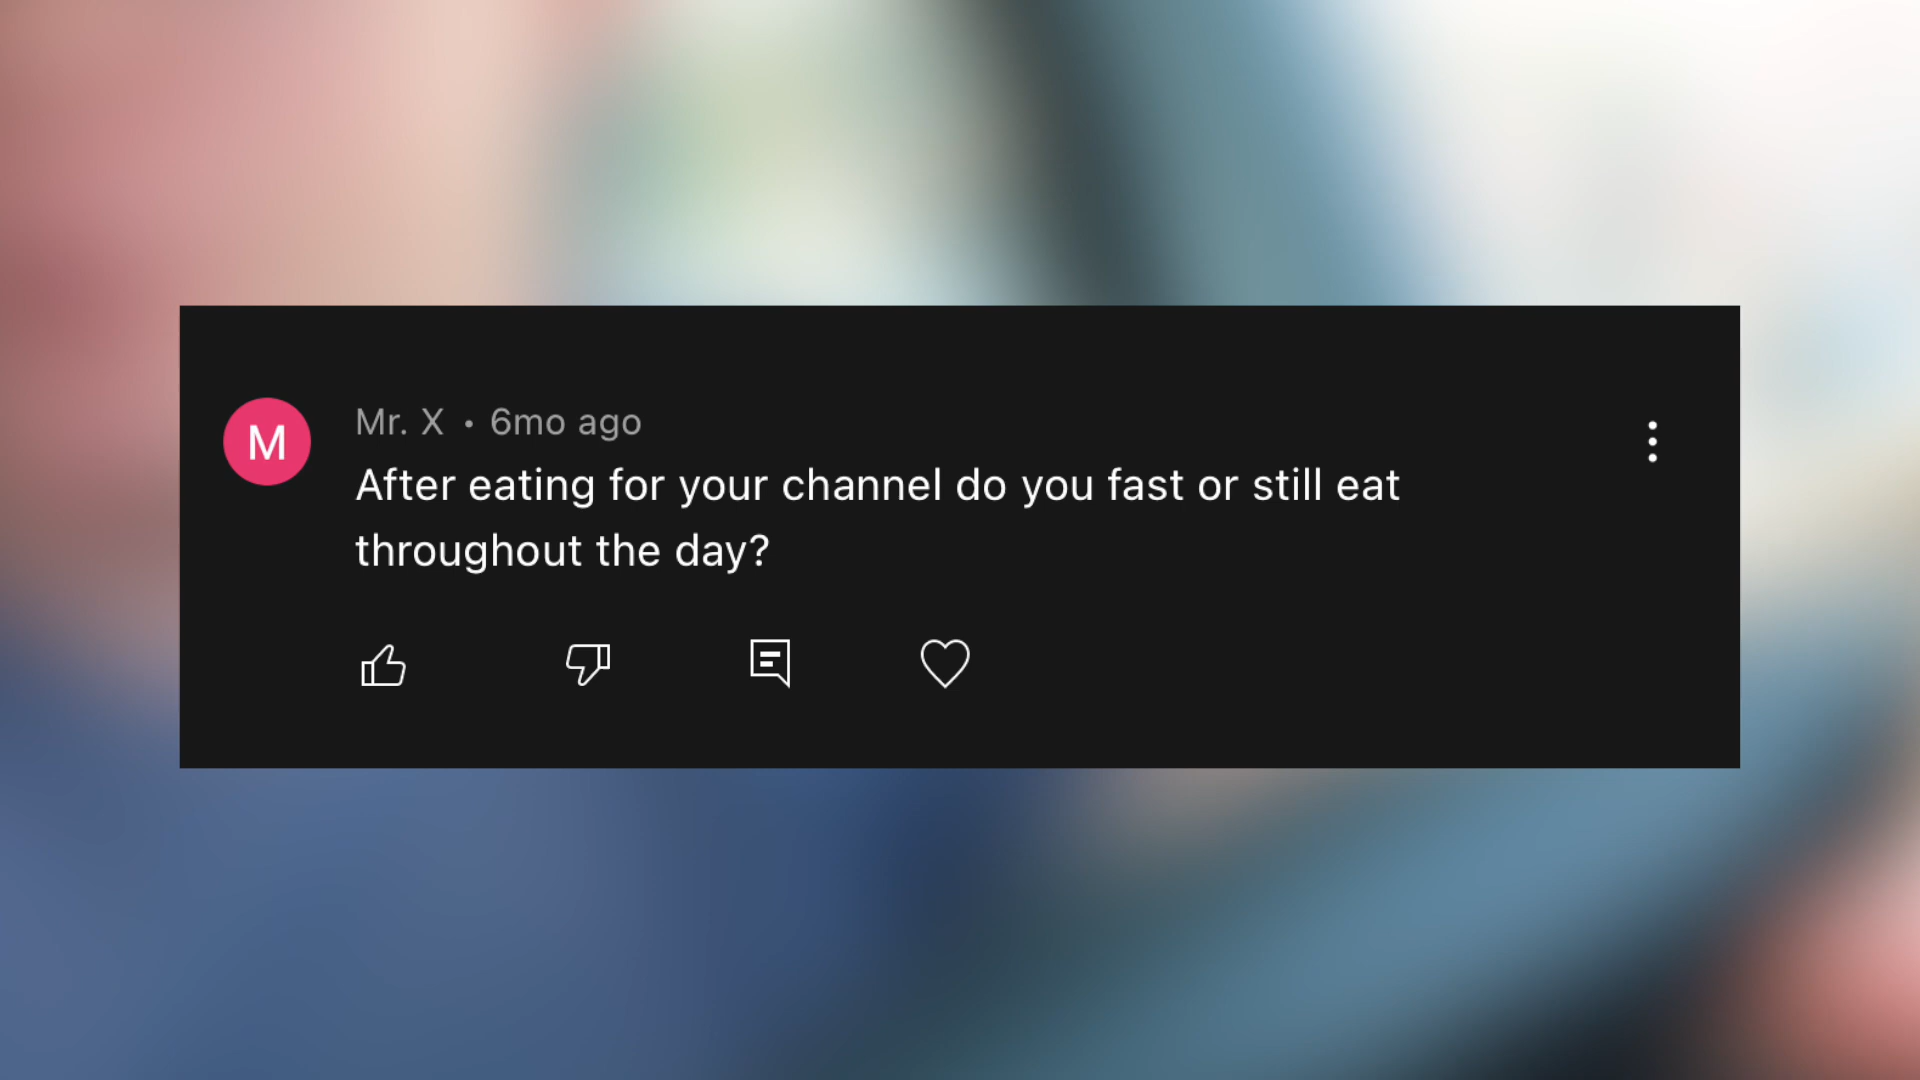 M
Mr. X • 6mo ago
After eating for your channel do you fast or still eat
throughout the day?